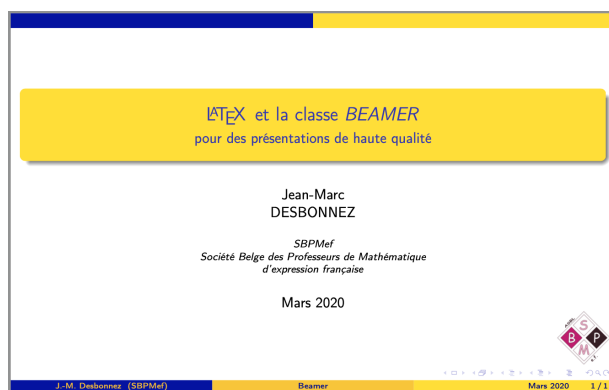 LATEX et la classe BEAMER
pour des présentations de haute qualité
Jean-Marc
DESBONNEZ
SBPMef
Société Belge des Professeurs de Mathématique
d'expression française
Mars 2020
S
B P
M
J.-M. Desbonnez (SBPMef) Beamer Mars 2020 1 / 1